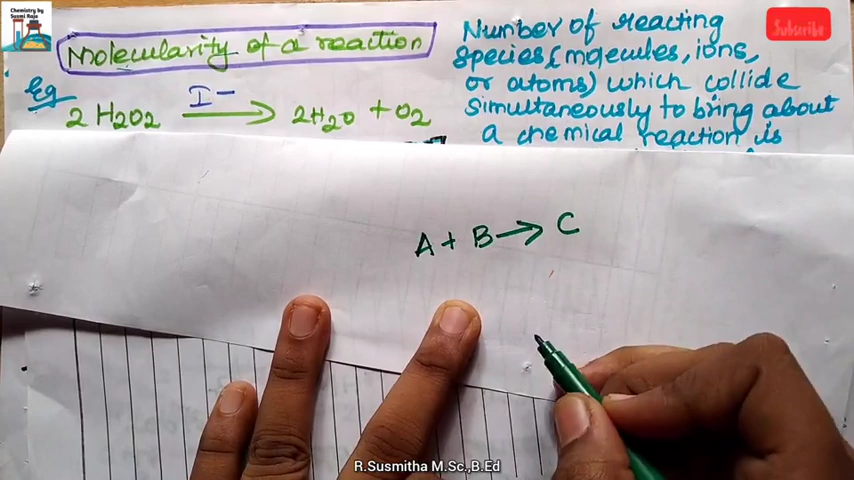 Chemistry by
Susmi Raja
Molecularity of a reaction
Eg
2 H2O2 I- → 2H2O + O2
Number of reacting
species (molecules, ions,
or atoms) which collide
simultaneously to bring about
a chemical reaction is
Subscribe
A + B → C
R.Susmitha M.Sc.,B.Ed